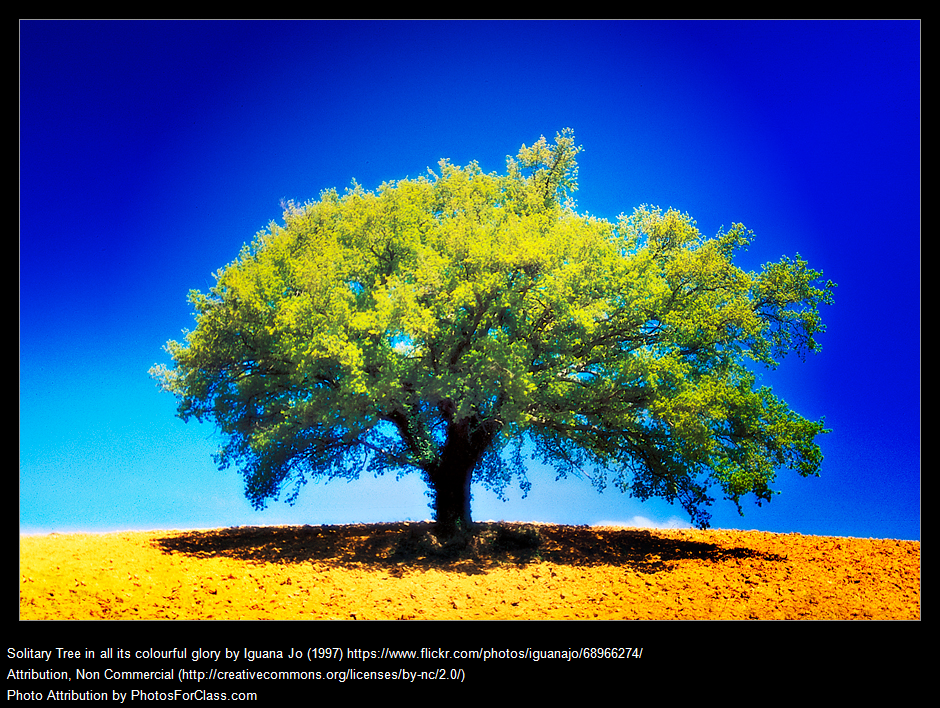 Solitary Tree in all its colourful glory by Iguana Jo (1997) https://www.flickr.com/photos/iguanajo/68966274/
Attribution, Non Commercial (http://creativecommons.org/licenses/by-nc/2.0/)
Photo Attribution by PhotosForClass.com